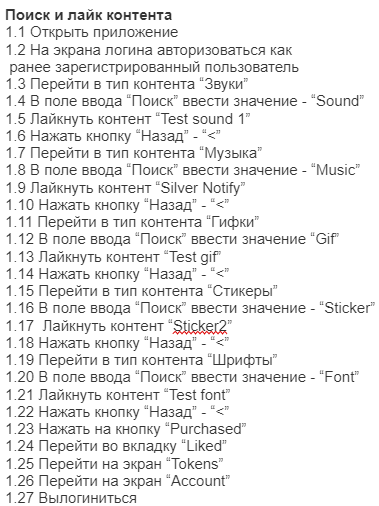 Поиск и лайк контента
1.1 Открыть приложение
1.2 На экрана логина авторизоваться как
ранее зарегистрированный пользователь
1.3 Перейти в тип контента “Звуки”
1.4 В поле ввода “Поиск” ввести значение - “Sound”
1.5 Лайкнуть контент “Test sound 1”
1.6 Нажать кнопку “Назад” - “<”
1.7 Перейти в тип контента “Музыка”
1.8 В поле ввода “Поиск” ввести значение - “Music”
1.9 Лайкнуть контент “Silver Notify”
1.10 Нажать кнопку “Назад” - “<”
1.11 Перейти в тип контента “Гифки”
1.12 В поле ввода “Поиск” ввести значение “Gif”
1.13 Лайкнуть контент “Test gif”
1.14 Нажать кнопку “Назад” - “<”
1.15 Перейти в тип контента “Стикеры”
1.16 В поле ввода “Поиск” ввести значение - “Sticker”
1.17  Лайкнуть контент “Sticker2”
1.18 Нажать кнопку “Назад” - “<”
1.19 Перейти в тип контента “Шрифты”
1.20 В поле ввода “Поиск” ввести значение - “Font”
1.21 Лайкнуть контент “Test font”
1.22 Нажать кнопку “Назад” - “<”
1.23 Нажать на кнопку “Purchased”
1.24 Перейти во вкладку “Liked”
1.25 Перейти на экран “Tokens”
1.26 Перейти на экран “Account”
1.27 Вылогиниться